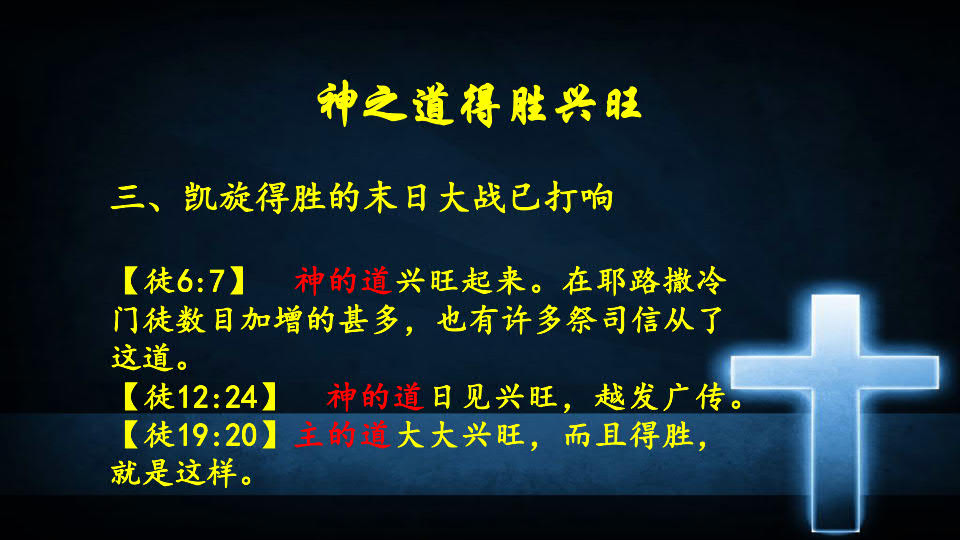 神之道得胜兴旺
三、凯旋得胜的末日大战已打响
【徒6:7】 神的道兴旺起来。在耶路撒冷
门徒数目加增的甚多，也有许多祭司信从了
这道。
【徒12:24】 神的道日见兴旺，越发广传。
【徒19:20】主的道大大兴旺，而且得胜，
就是这样。